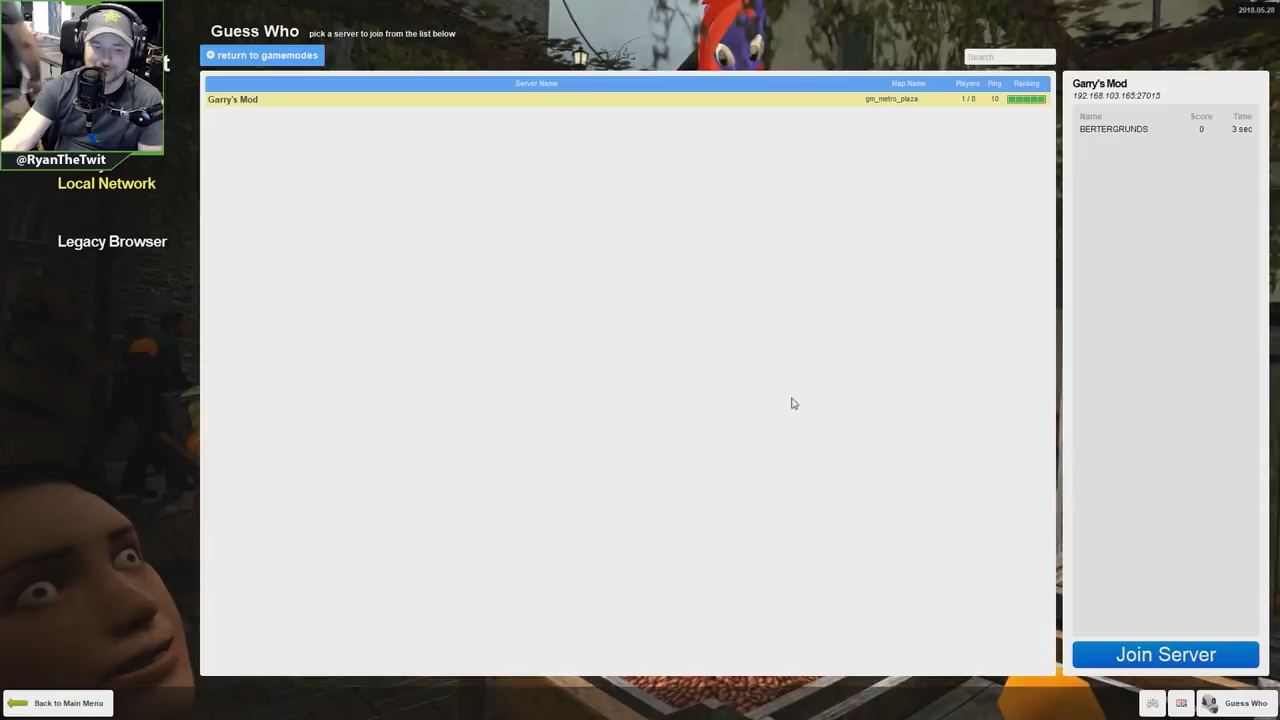 2018.05.28
Guess Who pick a server to join from the list below
return to gamemodes
Search
Server Name Map Name Players Ping Ranking
Garry's Mod gm_metro_plaza 1 / 8 10
Garry's Mod
192.168.103.165:27015
Name Score Time
BERTERGRUNDS 0 3 sec
@RyanTheTwit
Local Network
Legacy Browser
Join Server
Back to Main Menu
Guess Who